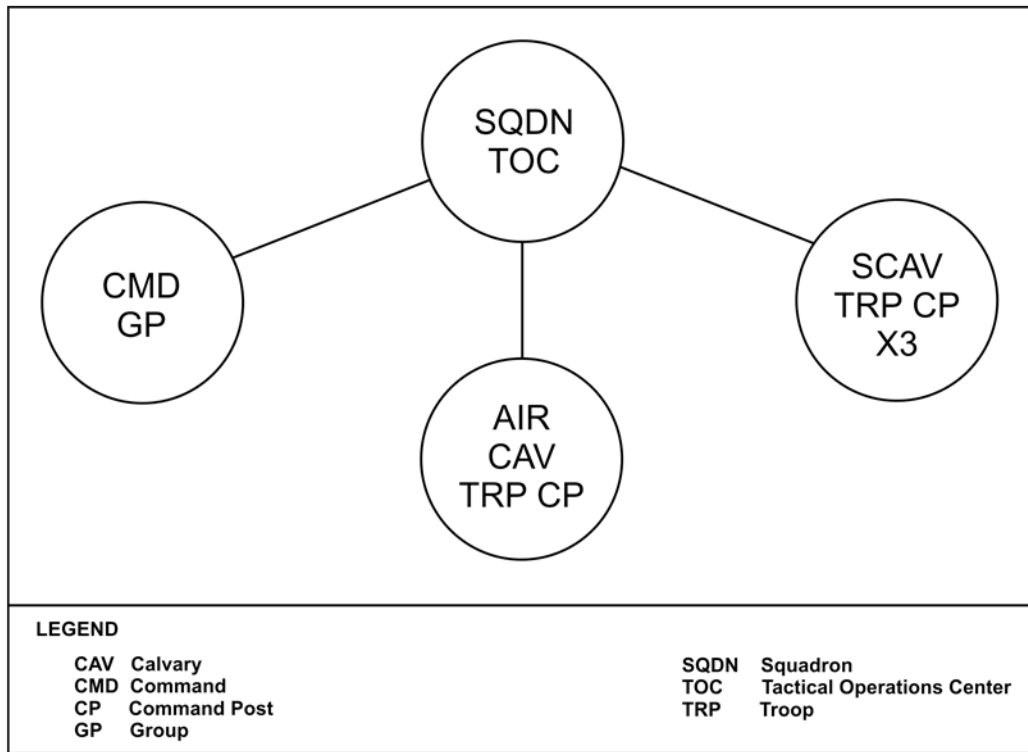 SQDN
TOC
CMD
GP
SCAV
TRP CP
X3
AIR
CAV
TRP CP
LEGEND
CAV Calvary
CMD Command
CP Command Post
GP Group
SQDN Squadron
TOC Tactical Operations Center
TRP Troop